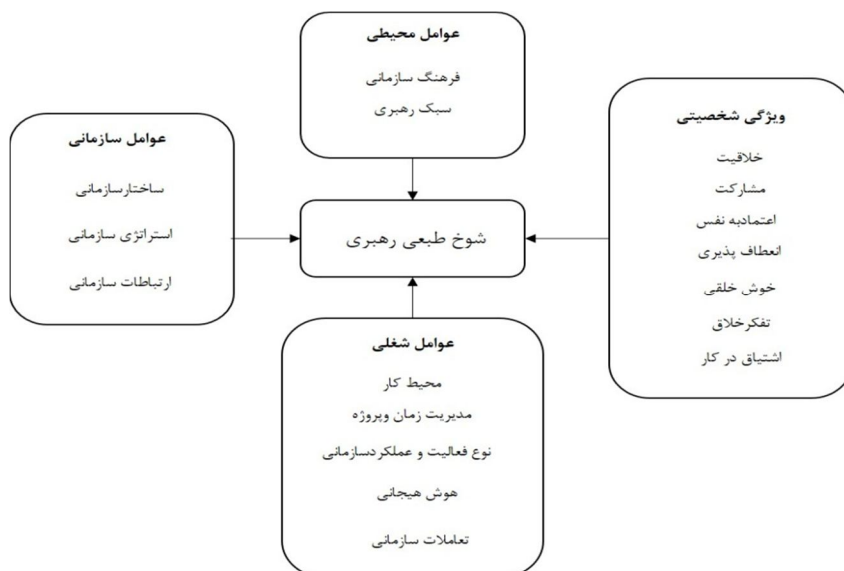 عوامل محیطی
فرهنگ سازمانی
سبک رهبری
ویژگی شخصیتی
خلاقیت
مشارکت
اعتمادبه نفس
انعطاف پذیری
خوش خلقی
تفکرخلاق
اشتیاق در کار
شوخ طبعی رهبری
عوامل سازمانی
ساختارسازمانی
استراتژی سازمانی
ارتباطات سازمانی
عوامل شغلی
محیط کار
مدیریت زمان وپروژه
نوع فعالیت و عملکردسازمانی
هوش هیجانی
تعاملات سازمانی